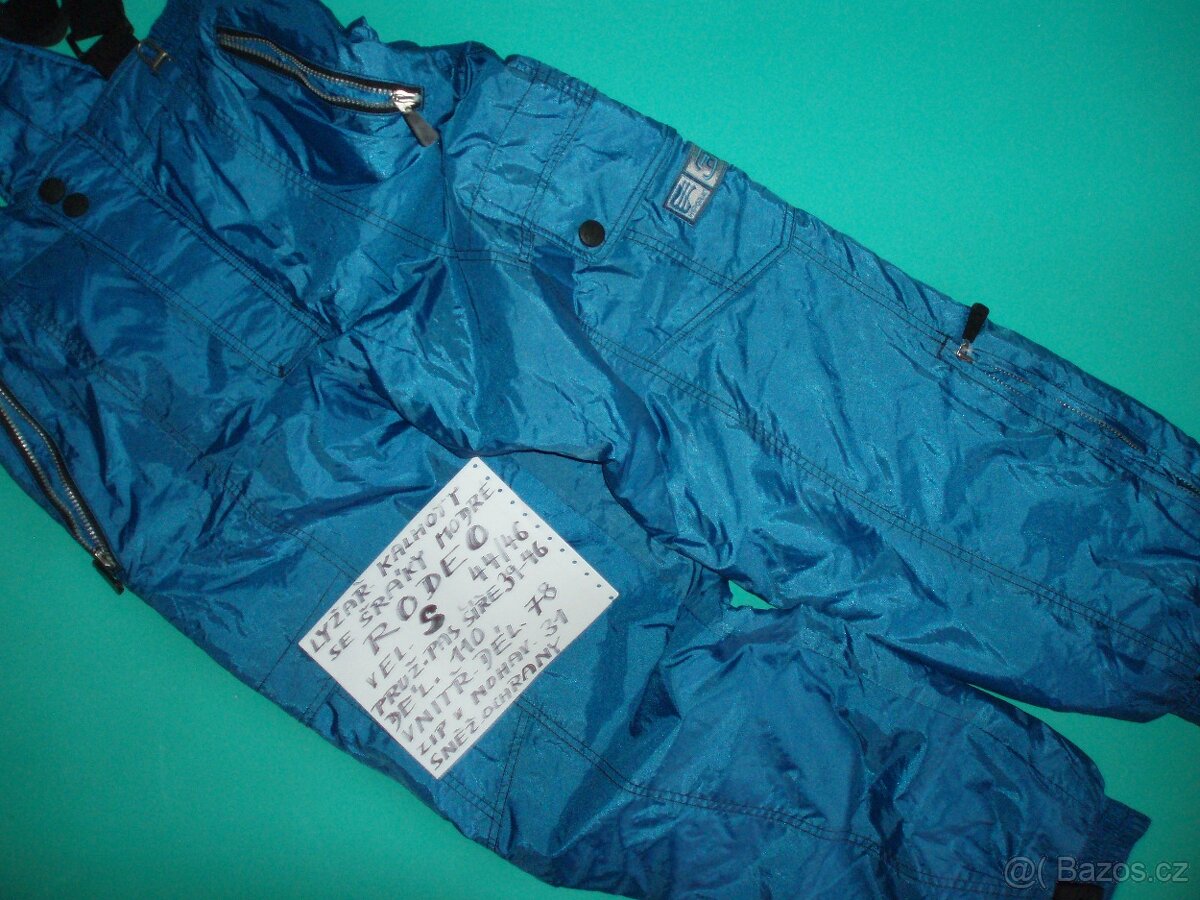 LYŽAŘ KALHOTY
SE ŠRÁKY MODRÉ
RODEO
VEL. S 44/46
PRUŽ. PAS ŠÍŘE 39-46
DÉL. 110
VNITŘ. DÉL. 78
ZIP V NOHAV. 31
SNĚŽ. OCHRANY
@( Bazos.cz